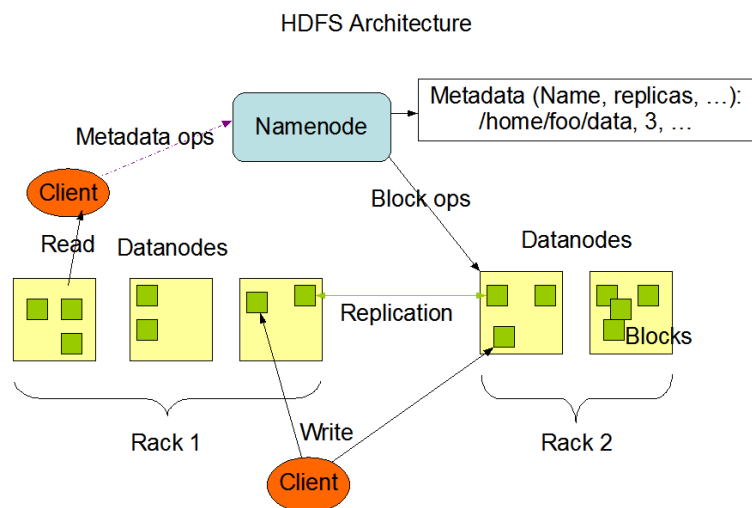 HDFS Architecture
Metadata (Name, replicas, …):
/home/foo/data, 3, …
Namenode
Metadata ops
Client
Block ops
Read
Datanodes
Datanodes
Replication
Blocks
Rack 1
Write
Rack 2
Client